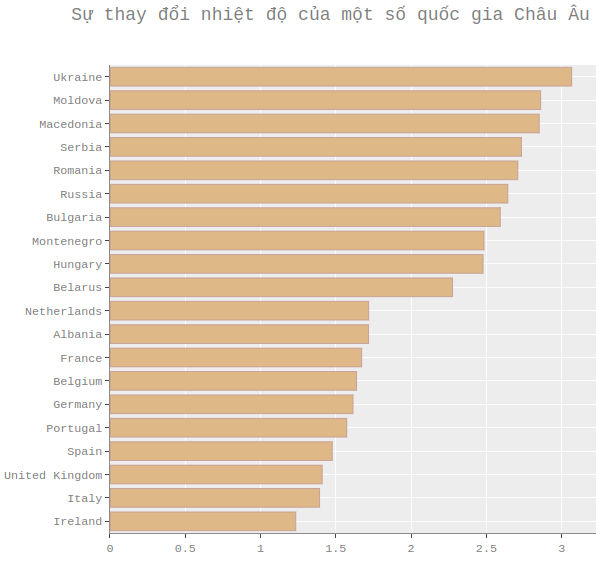 Sự thay đổi nhiệt độ của một số quốc gia Châu Âu
Ukraine
Moldova
Macedonia
Serbia
Romania
Russia
Bulgaria
Montenegro
Hungary
Belarus
Netherlands
Albania
France
Belgium
Germany
Portugal
Spain
United Kingdom
Italy
Ireland
0 0.5 1 1.5 2 2.5 3